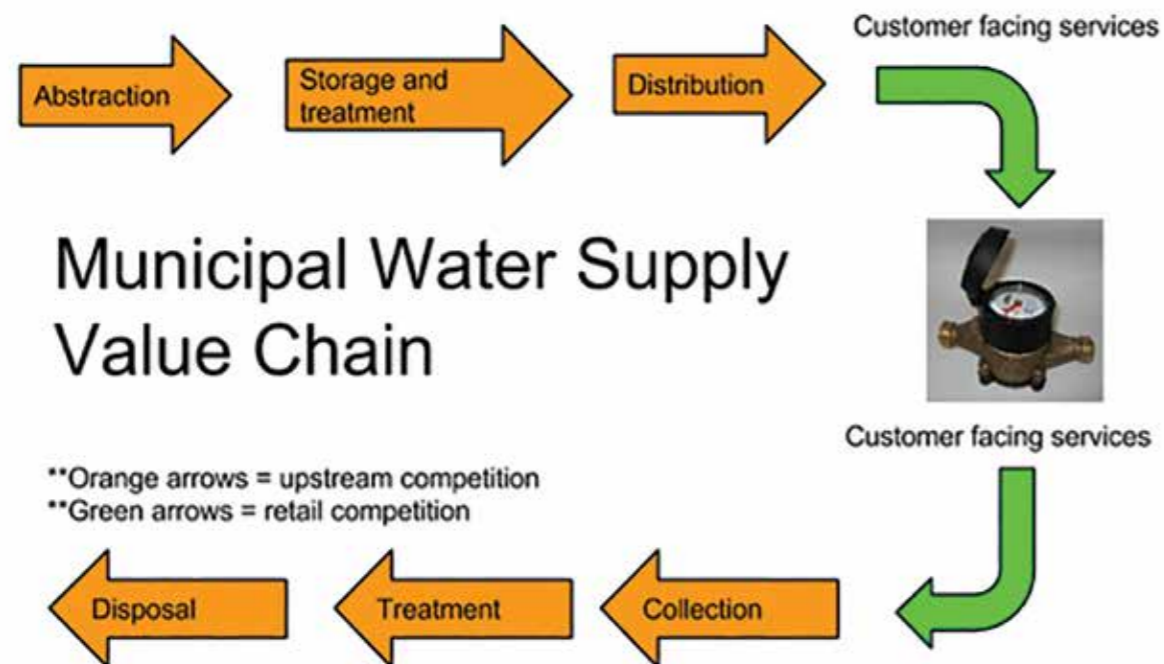 Customer facing services
Abstraction
Storage and
treatment
Distribution
Municipal Water Supply
Value Chain
Customer facing services
**Orange arrows = upstream competition
**Green arrows = retail competition
Disposal
Treatment
Collection